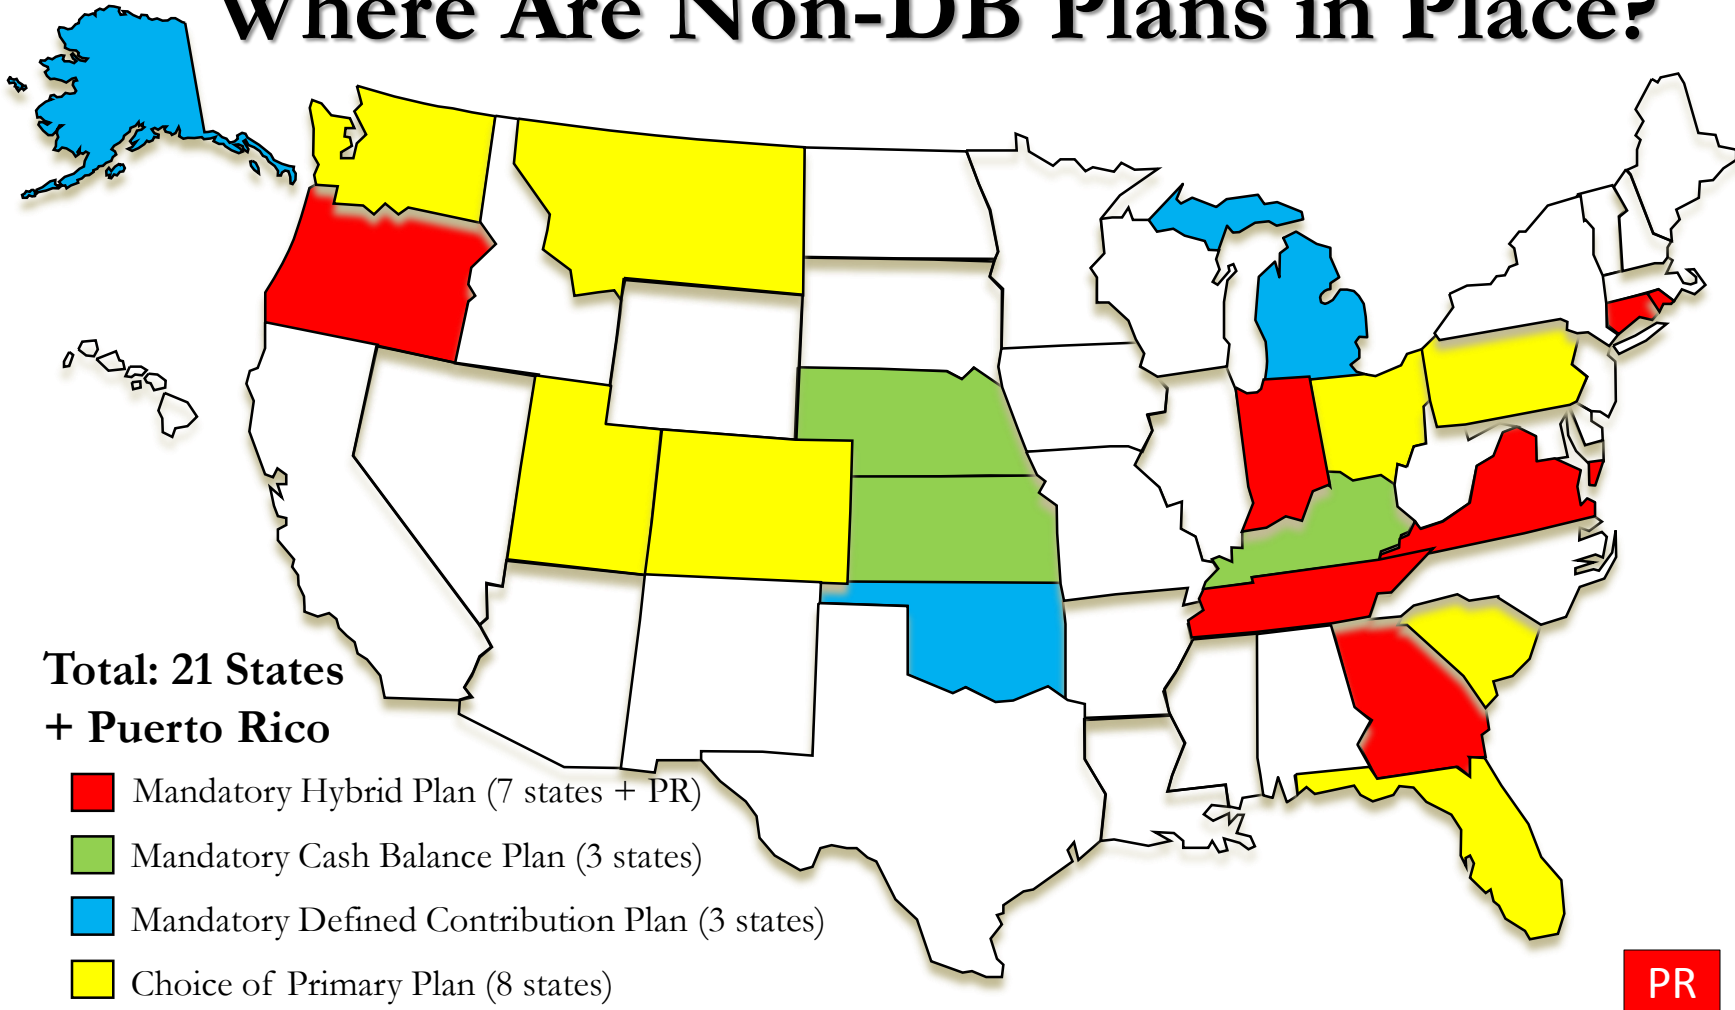 Where Are Non-DB Plans in Place?
Total: 21 States
+ Puerto Rico
Mandatory Hybrid Plan (7 states + PR)
Mandatory Cash Balance Plan (3 states)
Mandatory Defined Contribution Plan (3 states)
Choice of Primary Plan (8 states)
PR